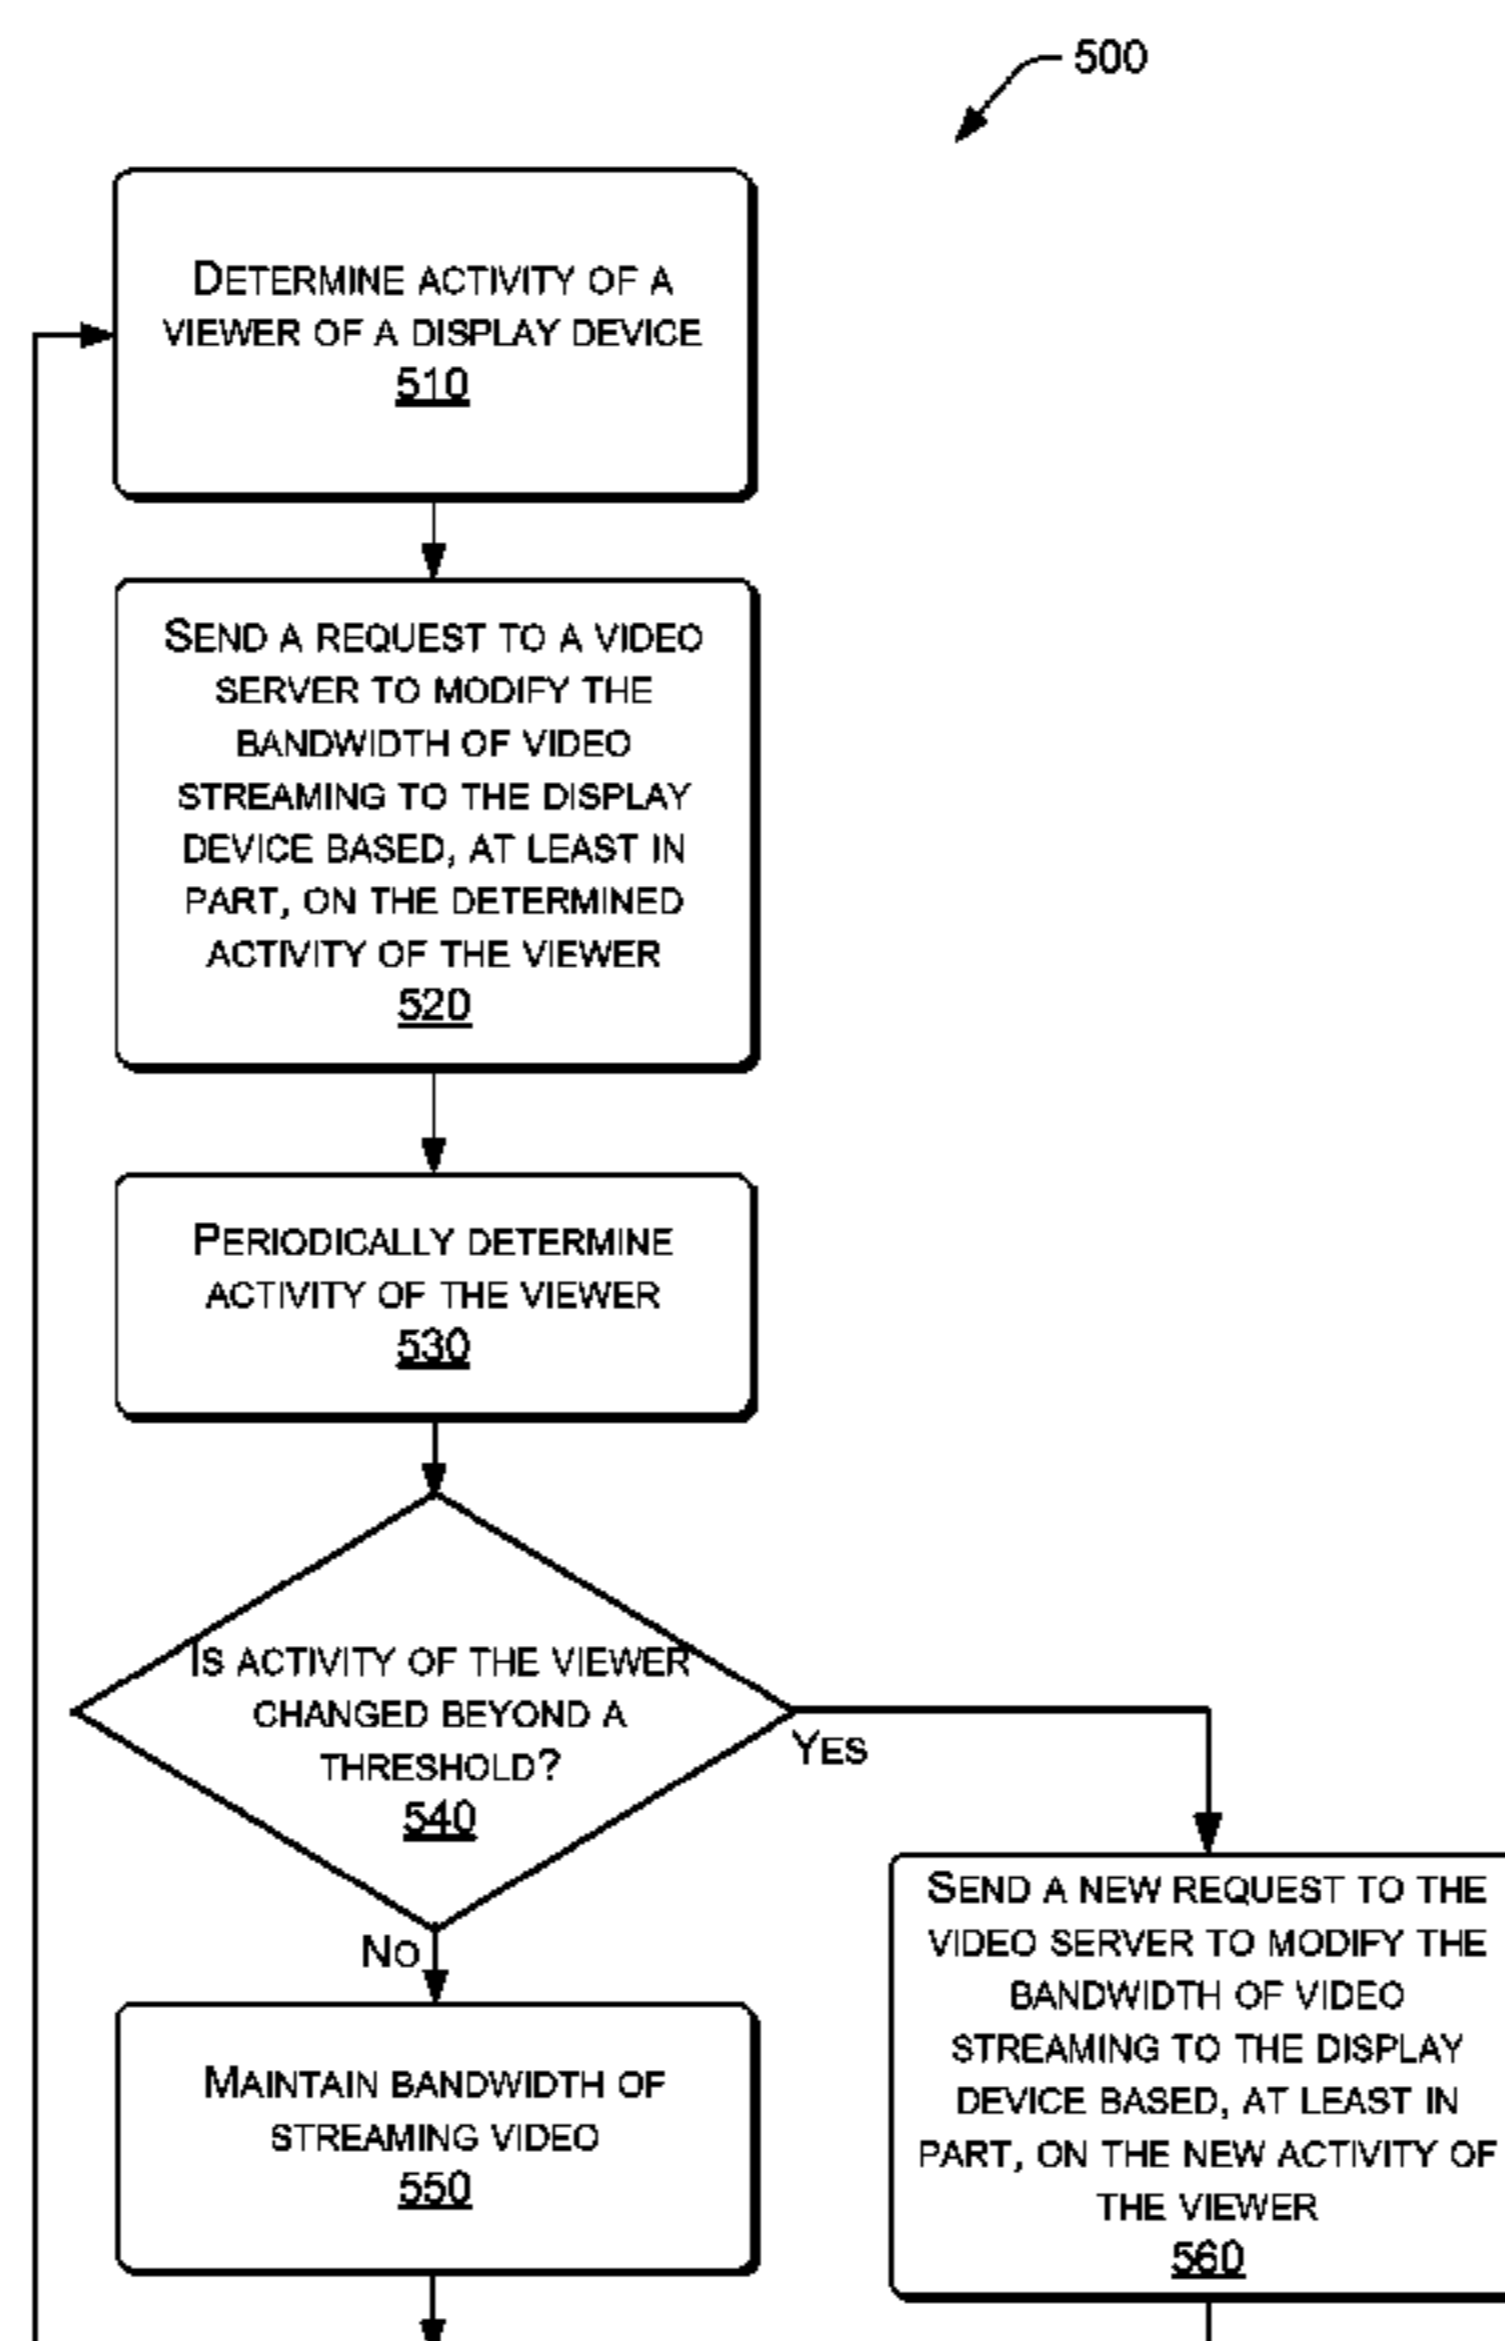 500
DETERMINE ACTIVITY OF A
VIEWER OF A DISPLAY DEVICE
510
SEND A REQUEST TO A VIDEO
SERVER TO MODIFY THE
BANDWIDTH OF VIDEO
STREAMING TO THE DISPLAY
DEVICE BASED, AT LEAST IN
PART, ON THE DETERMINED
ACTIVITY OF THE VIEWER
520
PERIODICALLY DETERMINE
ACTIVITY OF THE VIEWER
530
IS ACTIVITY OF THE VIEWER
CHANGED BEYOND A
THRESHOLD?
540
YES
NO
MAINTAIN BANDWIDTH OF
STREAMING VIDEO
550
SEND A NEW REQUEST TO THE
VIDEO SERVER TO MODIFY THE
BANDWIDTH OF VIDEO
STREAMING TO THE DISPLAY
DEVICE BASED, AT LEAST IN
PART, ON THE NEW ACTIVITY OF
THE VIEWER
560